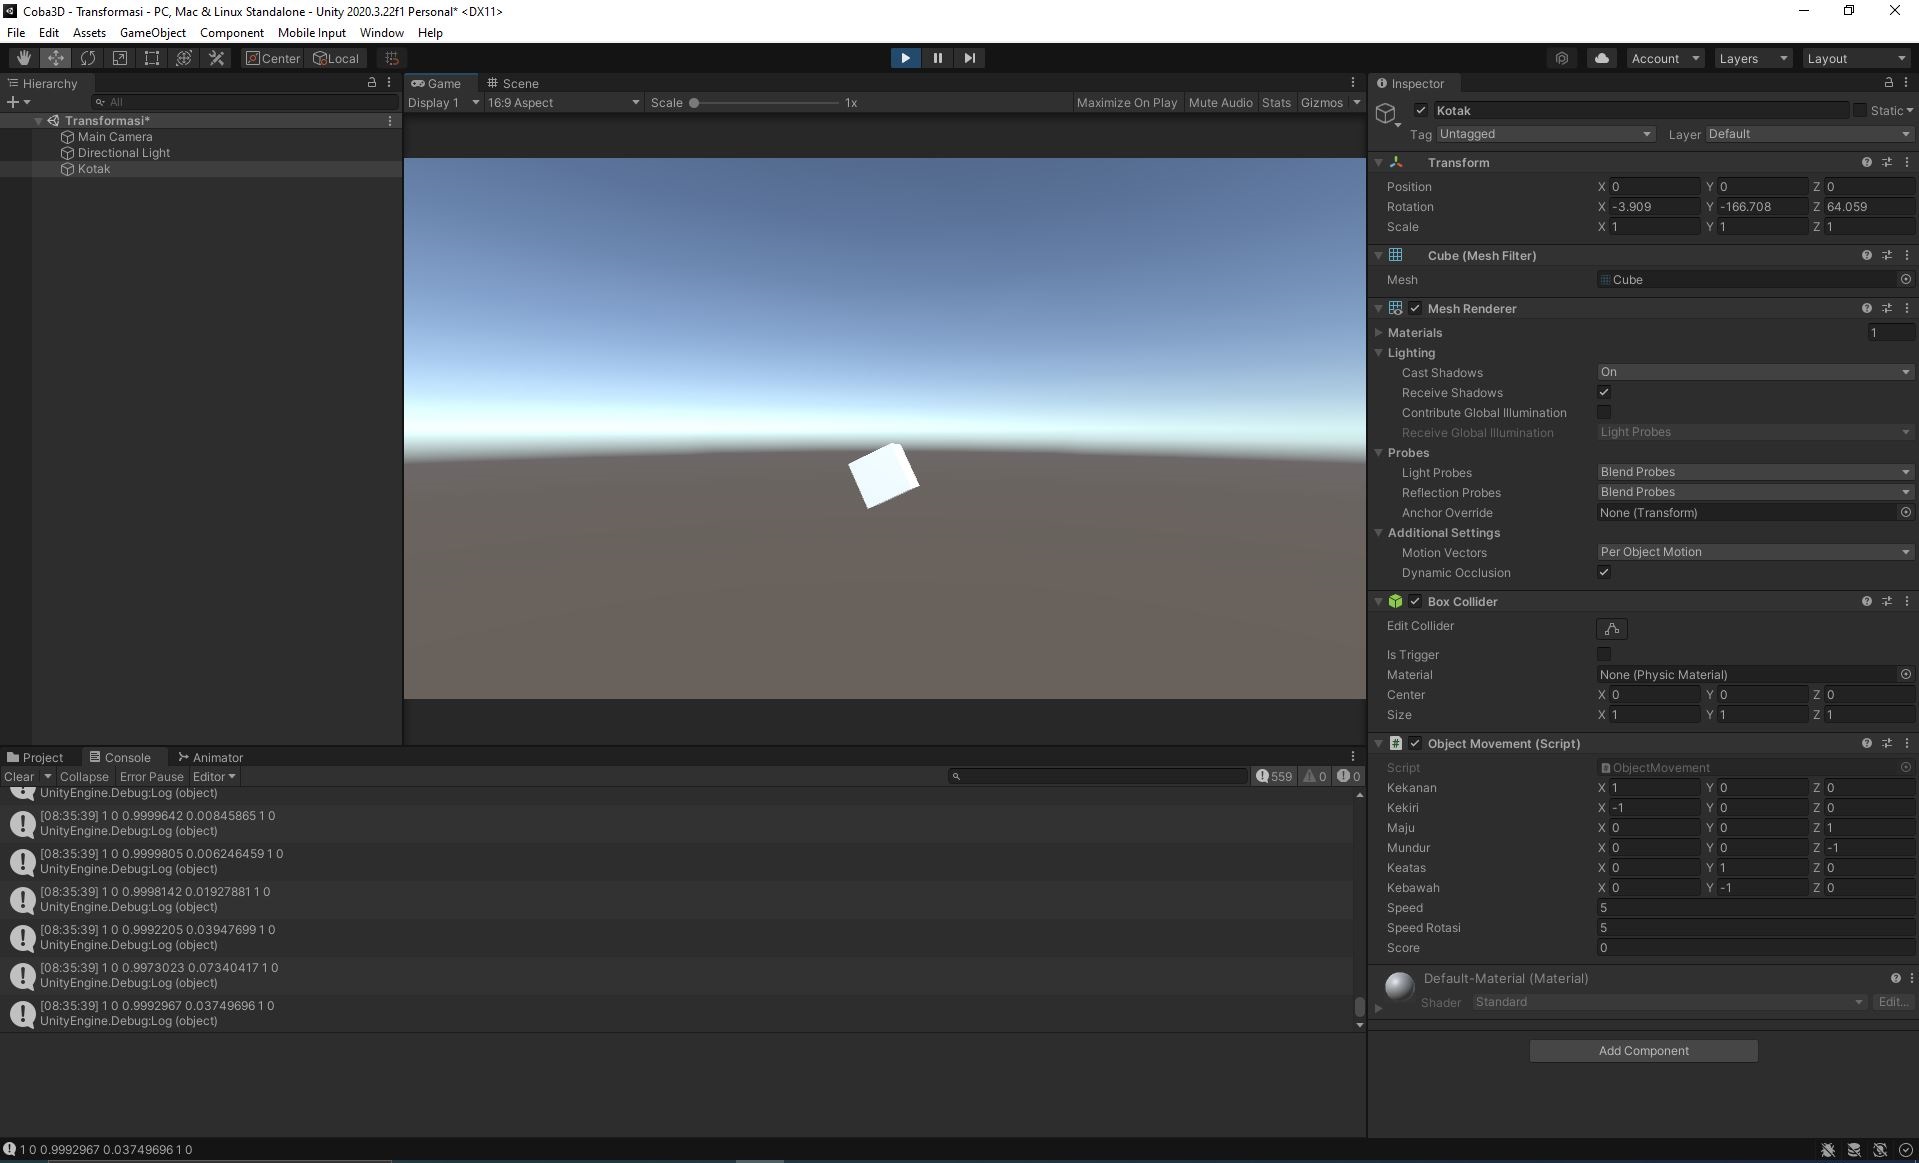 Coba3D - Transformasi - PC, Mac & Linux Standalone - Unity 2020.3.22f1 Personal* <DX11>
File Edit Assets GameObject Component Mobile Input Window Help
Center Local
Account Layers Layout
Hierarchy
All
Transformasi*
Main Camera
Directional Light
Kotak
Game Scene
Display 1 16:9 Aspect Scale 1x Maximize On Play Mute Audio Stats Gizmos
Project Console Animator
Clear Collapse Error Pause Editor 559 0 0
UnityEngine.Debug:Log (object)
[08:35:39] 1 0 0.9999642 0.00845865 1 0
UnityEngine.Debug:Log (object)
[08:35:39] 1 0 0.9999805 0.006246459 1 0
UnityEngine.Debug:Log (object)
[08:35:39] 1 0 0.9998142 0.01927881 1 0
UnityEngine.Debug:Log (object)
[08:35:39] 1 0 0.9992205 0.03947699 1 0
UnityEngine.Debug:Log (object)
[08:35:39] 1 0 0.9973023 0.07340417 1 0
UnityEngine.Debug:Log (object)
[08:35:39] 1 0 0.9992967 0.03749696 1 0
UnityEngine.Debug:Log (object)
Inspector
Kotak Static
Tag Untagged Layer Default
Transform
Position X 0 Y 0 Z 0
Rotation X -3.909 Y -166.708 Z 64.059
Scale X 1 Y 1 Z 1
Cube (Mesh Filter)
Mesh Cube
Mesh Renderer
Materials 1
Lighting
Cast Shadows On
Receive Shadows
Contribute Global Illumination
Receive Global Illumination Light Probes
Probes
Light Probes Blend Probes
Reflection Probes Blend Probes
Anchor Override None (Transform)
Additional Settings
Motion Vectors Per Object Motion
Dynamic Occlusion
Box Collider
Edit Collider
Is Trigger
Material None (Physic Material)
Center X 0 Y 0 Z 0
Size X 1 Y 1 Z 1
Object Movement (Script)
Script ObjectMovement
Kekanan X 1 Y 0 Z 0
Kekiri X -1 Y 0 Z 0
Maju X 0 Y 0 Z 1
Mundur X 0 Y 0 Z -1
Keatas X 0 Y 1 Z 0
Kebawah X 0 Y -1 Z 0
Speed 5
Speed Rotasi 5
Score 0
Default-Material (Material)
Shader Standard Edit...
Add Component
1 0 0.9992967 0.03749696 1 0